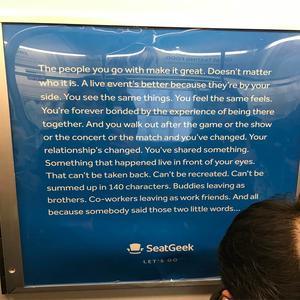 The people you go with make it great. Doesn't matter
who it is. A live event's better because they're by your
side. You see the same things. You feel the same feels.
You're forever bonded by the experience of being there
together. And you walk out after the game or the show
or the concert or the match and you've changed. Your
relationship's changed. You've shared something.
Something that happened live in front of your eyes.
That can't be taken back. Can't be recreated. Can't be
summed up in 140 characters. Buddies leaving as
brothers. Co-workers leaving as work friends. And all
because somebody said those two little words...
SeatGeek
LET'S GO